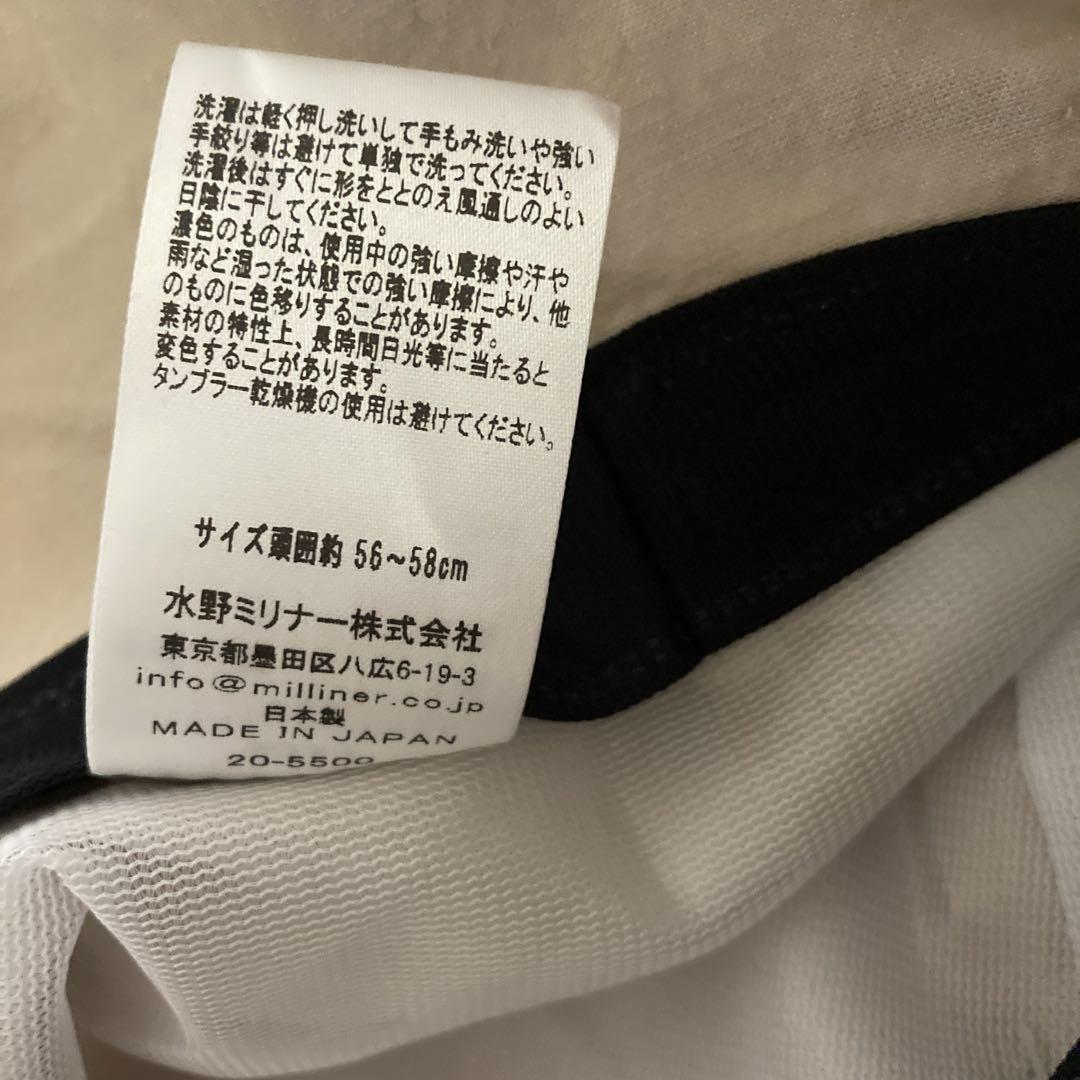 洗濯は軽く押し洗いして手もみ洗いや強い
手絞り等は避けて単独で洗ってください。
洗濯後はすぐに形をととのえ風通しのよい
日陰に干してください。
濃色のものは、使用中の強い摩擦や汗や
雨など湿った状態での強い摩擦により、他
のものに色移りすることがあります。
素材の特性上、長時間日光等に当たると
変色することがあります。
タンブラー乾燥機の使用は避けてください。
サイズ頭囲約 56～58cm
水野ミリナー株式会社
東京都墨田区八広6-19-3
info@milliner.co.jp
日本製
MADE IN JAPAN
20-5500